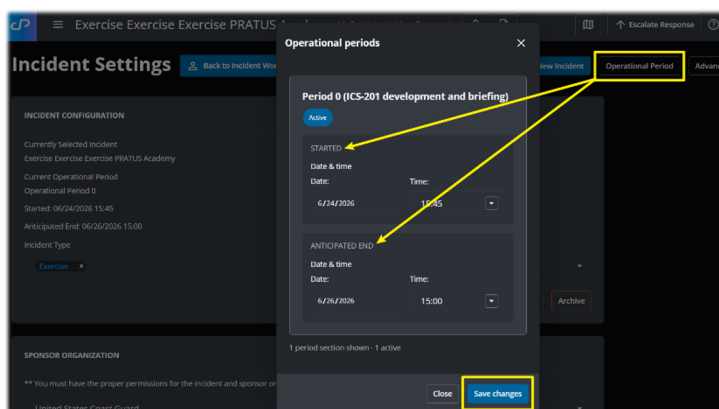 Exercise Exercise Exercise PRATUS
Escalate Response
Incident Settings
Back to Incident Wor
New Incident
Operational Period
Advanc
INCIDENT CONFIGURATION
Currently Selected Incident
Exercise Exercise Exercise PRATUS Academy
Current Operational Period
Operational Period 0
Started: 06/24/2026 15:45
Anticipated End: 06/26/2026 15:00
Incident Type
Exercise x
Archive
SPONSOR ORGANIZATION
** You must have the proper permissions for the incident and sponsor or
United States Coast Guard
Operational periods
Period 0 (ICS-201 development and briefing)
Active
STARTED
Date & time
Date: Time:
6/24/2026 15:45
ANTICIPATED END
Date & time
Date: Time:
6/26/2026 15:00
1 period section shown · 1 active
Close Save changes